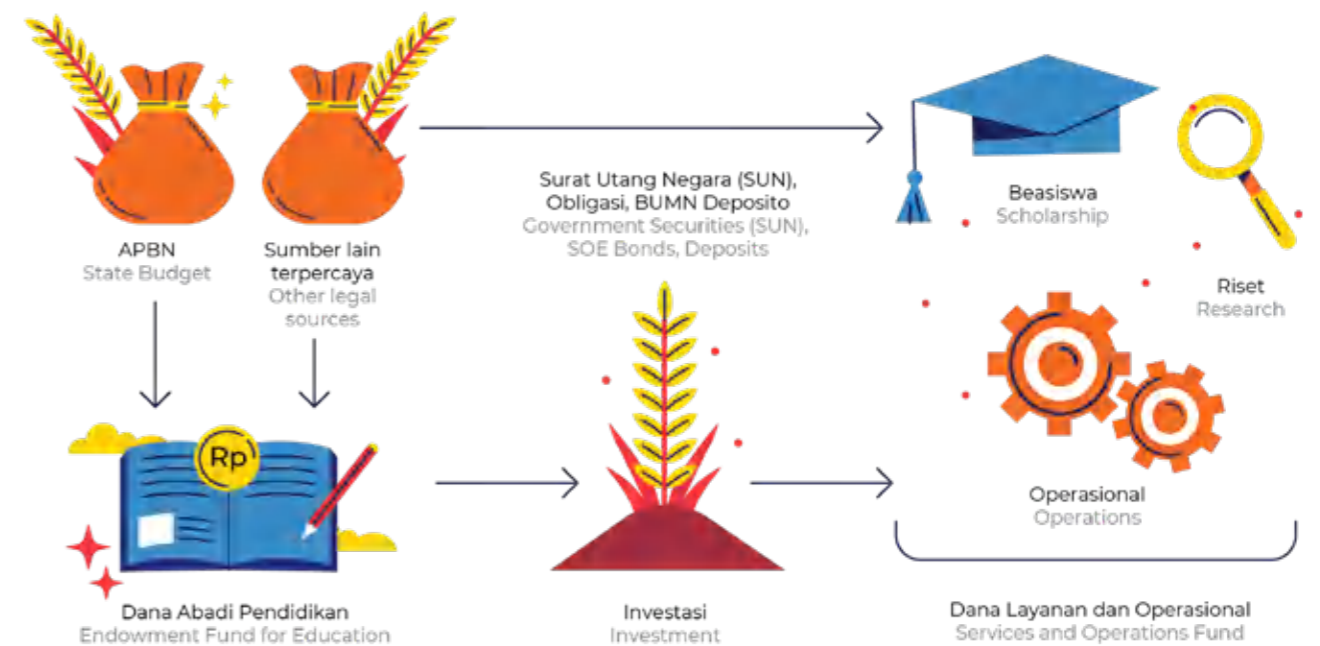 APBN
State Budget
Sumber lain
terpercaya
Other legal
sources
Surat Utang Negara (SUN),
Obligasi, BUMN Deposito
Government Securities (SUN),
SOE Bonds, Deposits
Beasiswa
Scholarship
Riset
Research
Rp
Dana Abadi Pendidikan
Endowment Fund for Education
Investasi
Investment
Operasional
Operations
Dana Layanan dan Operasional
Services and Operations Fund